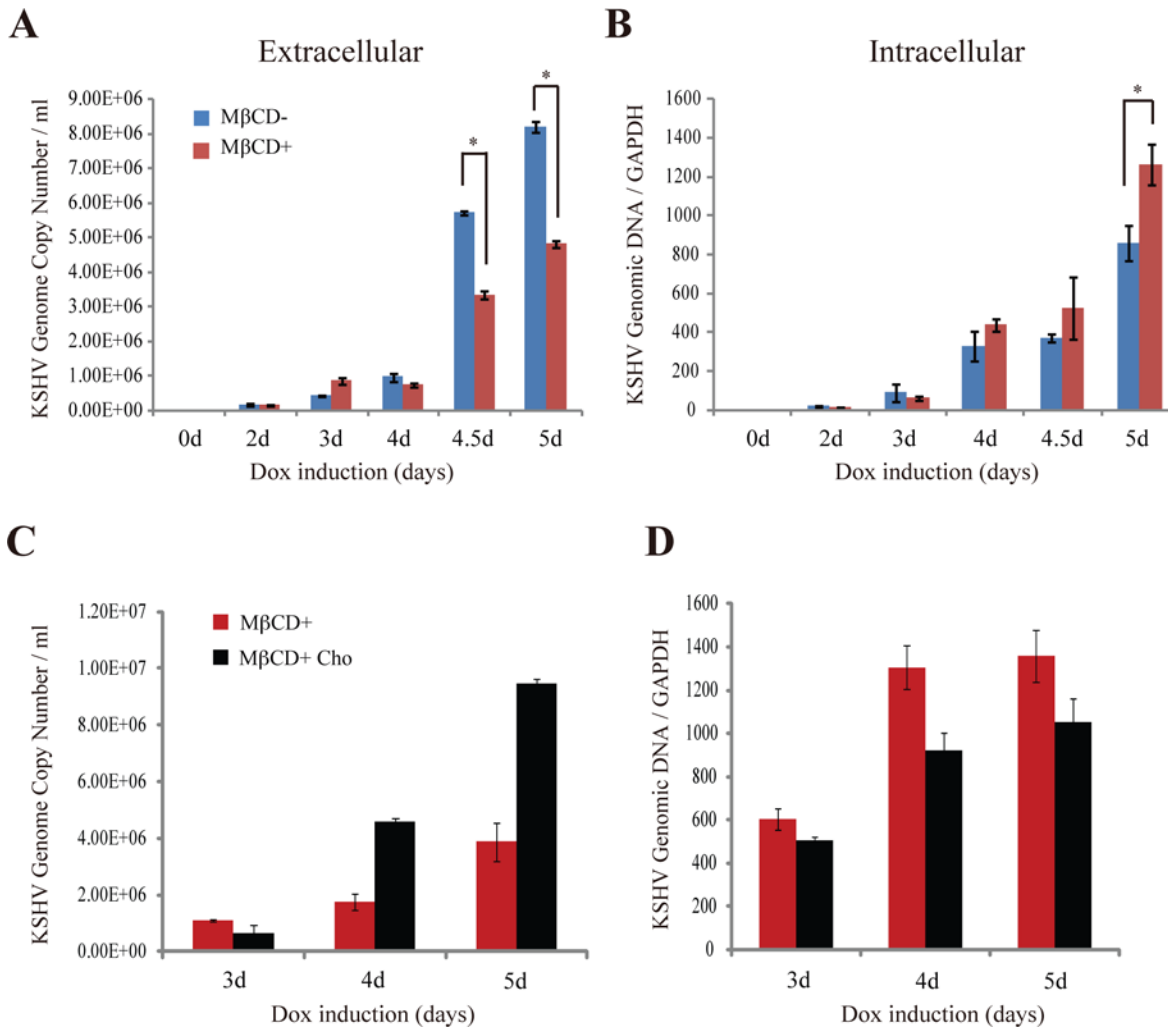 A
Extracellular
KSHV Genome Copy Number / ml
9.00E+06
8.00E+06
7.00E+06
6.00E+06
5.00E+06
4.00E+06
3.00E+06
2.00E+06
1.00E+06
0.00E+00
MβCD-
MβCD+
*
*
0d 2d 3d 4d 4.5d 5d
Dox induction (days)
B
Intracellular
KSHV Genomic DNA / GAPDH
1600
1400
1200
1000
800
600
400
200
0
*
0d 2d 3d 4d 4.5d 5d
Dox induction (days)
C
KSHV Genome Copy Number / ml
1.20E+07
1.00E+07
8.00E+06
6.00E+06
4.00E+06
2.00E+06
0.00E+00
MβCD+
MβCD+ Cho
3d 4d 5d
Dox induction (days)
D
KSHV Genomic DNA / GAPDH
1600
1400
1200
1000
800
600
400
200
0
3d 4d 5d
Dox induction (days)